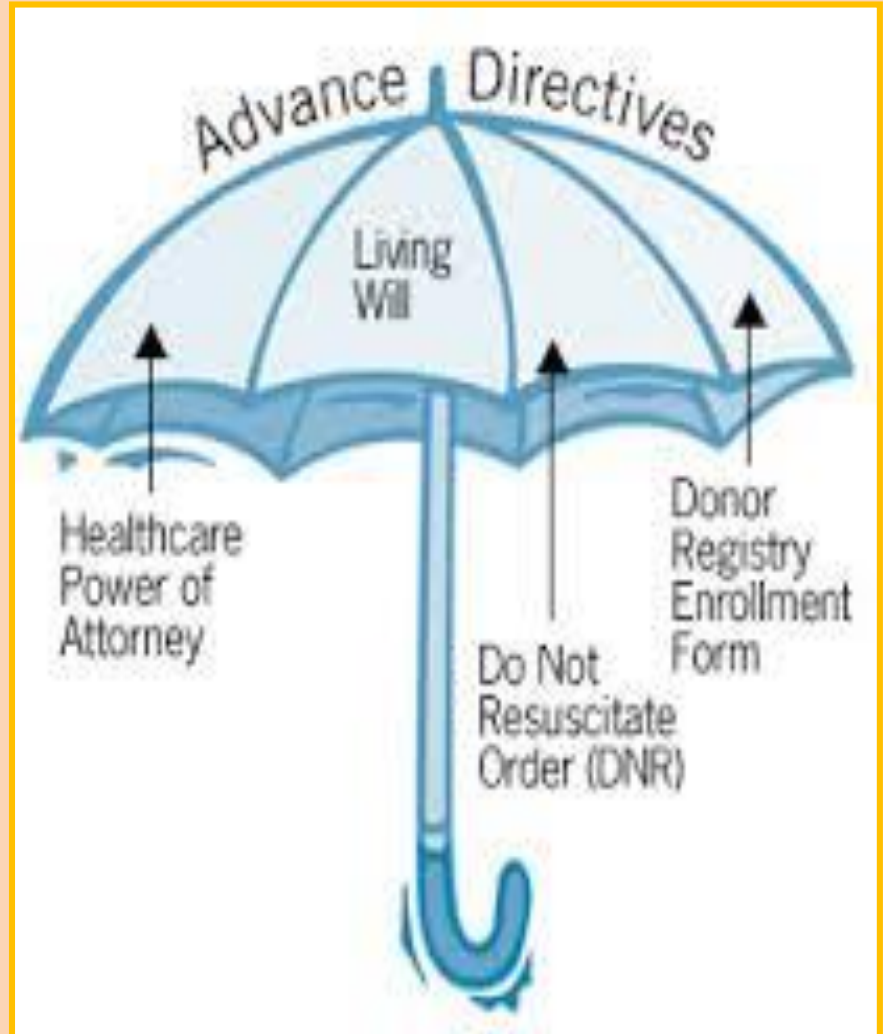 Advance Directives
Living
Will
Healthcare
Power of
Attorney
Do Not
Resuscitate
Order (DNR)
Donor
Registry
Enrollment
Form